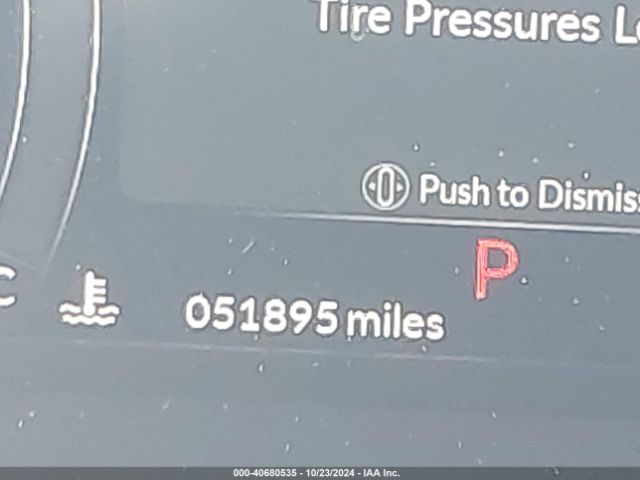 Tire Pressures L
Push to Dismiss
P
C
051895 miles
000-40680535 - 10/23/2024 - IAA Inc.